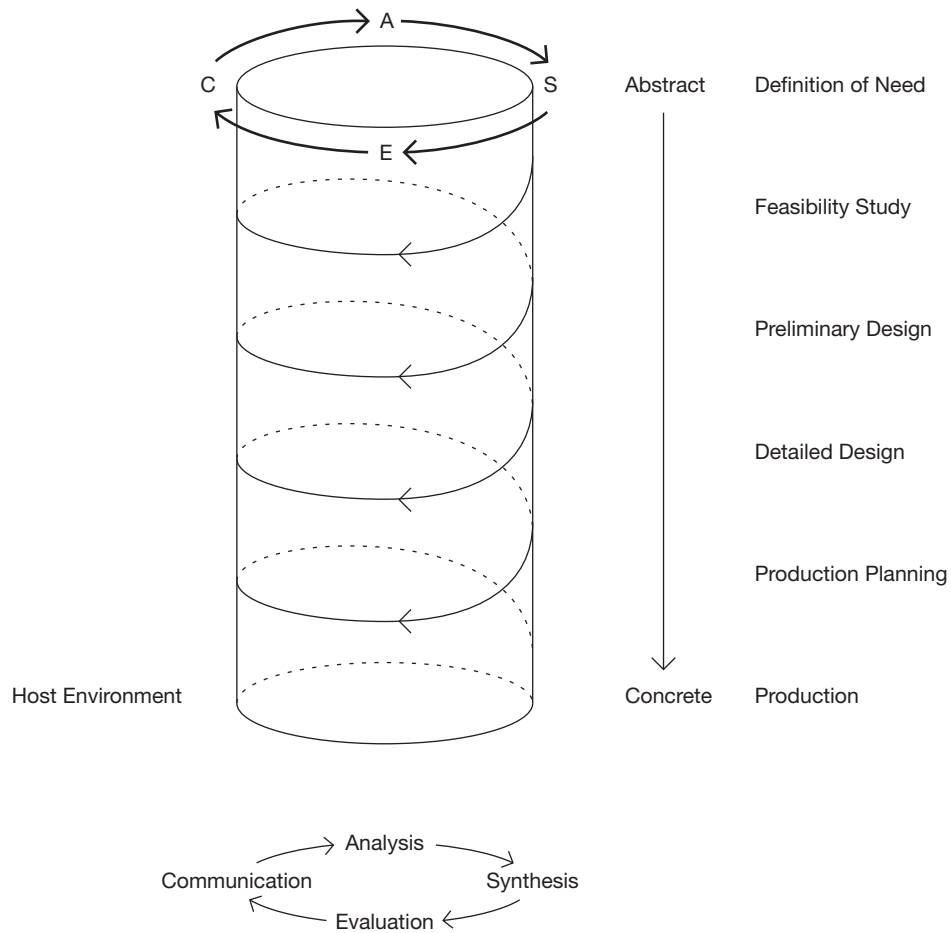 A
C
S
E
Abstract
Definition of Need
Feasibility Study
Preliminary Design
Detailed Design
Production Planning
Host Environment
Concrete
Production
Analysis
Communication
Synthesis
Evaluation